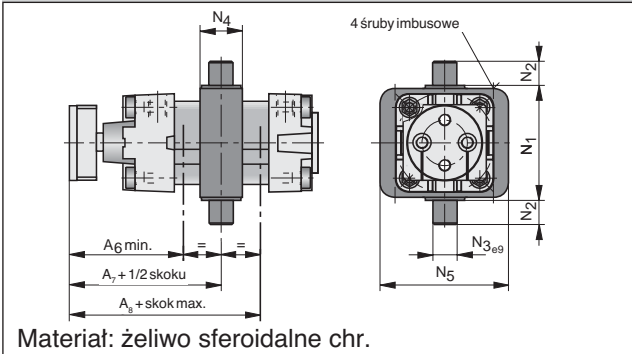 N4
4 śruby imbusowe
N2
N1
N2
N3e9
N5
A6 min.
=
=
A7 + 1/2 skoku
A8 + skok max.
Materiał: żeliwo sferoidalne chr.